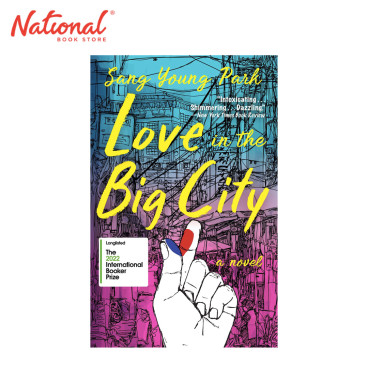 National
BOOK STORE
Sang Young Park
"Intoxicating...
Shimmering... Dazzling"
—New York Times Book Review
Love in the
Big City
Longlisted
The
2022
International
Booker
Prize
a novel